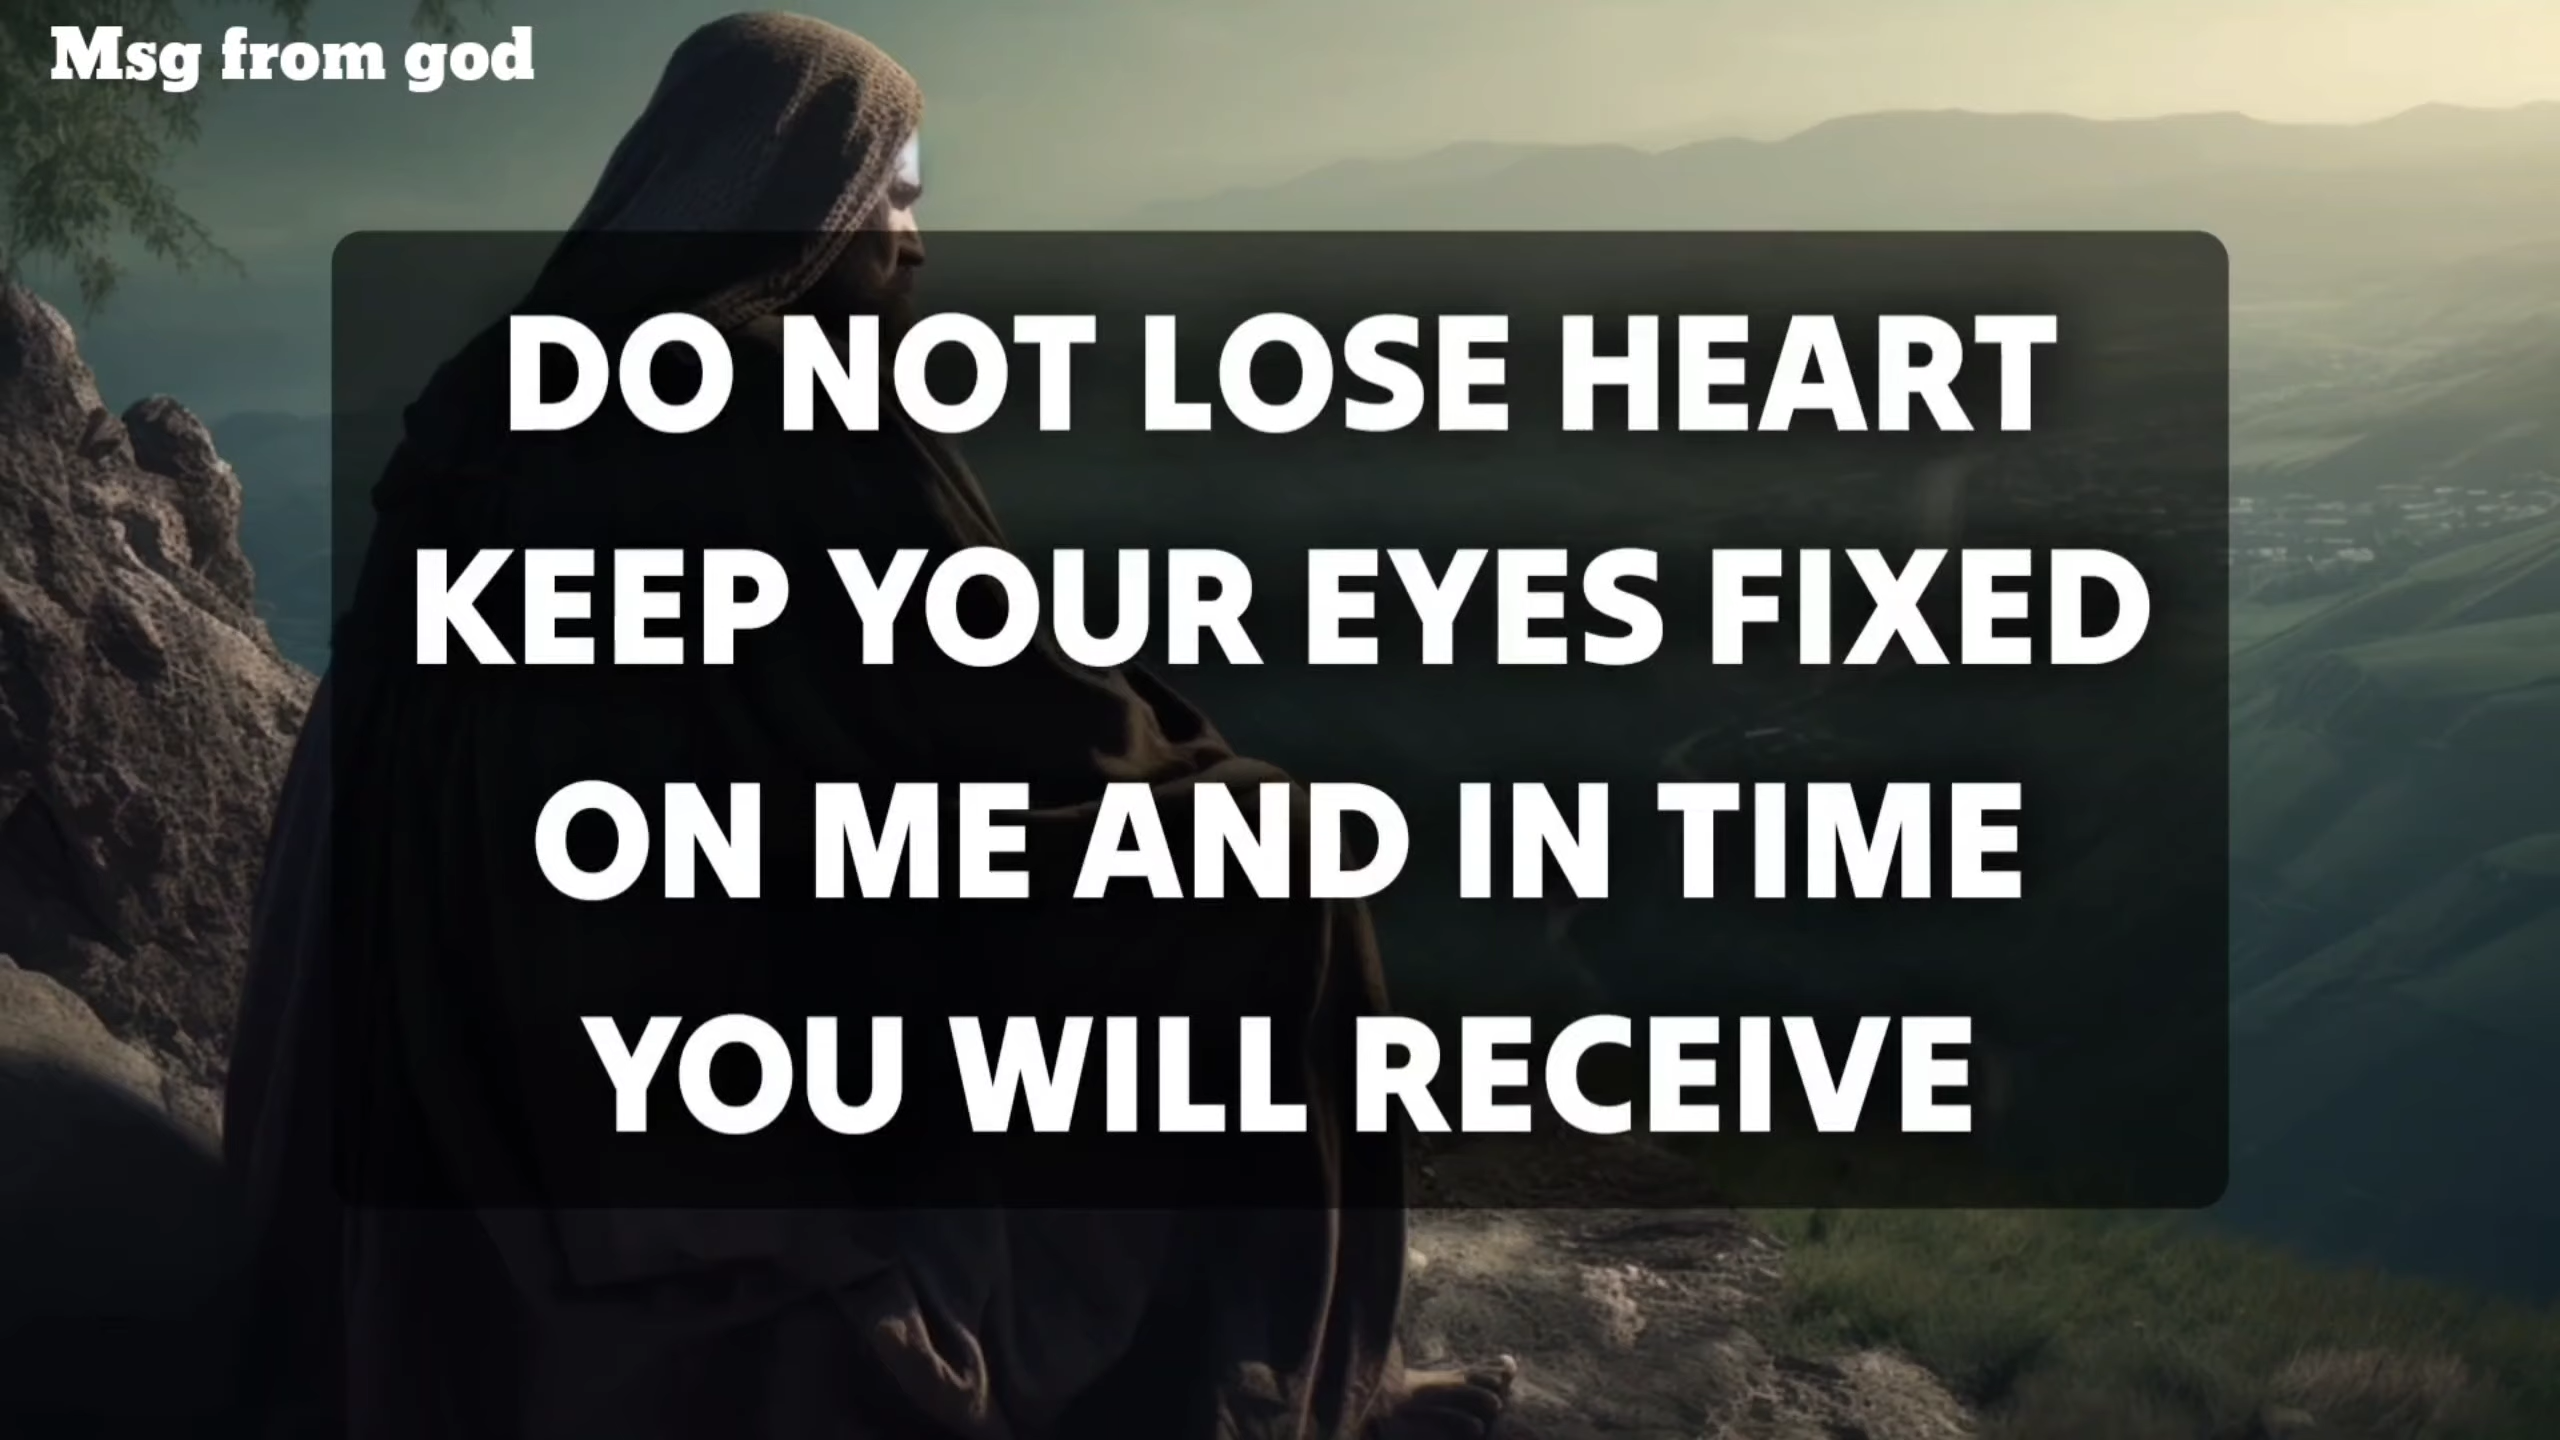 Msg from god
DO NOT LOSE HEART
KEEP YOUR EYES FIXED
ON ME AND IN TIME
YOU WILL RECEIVE